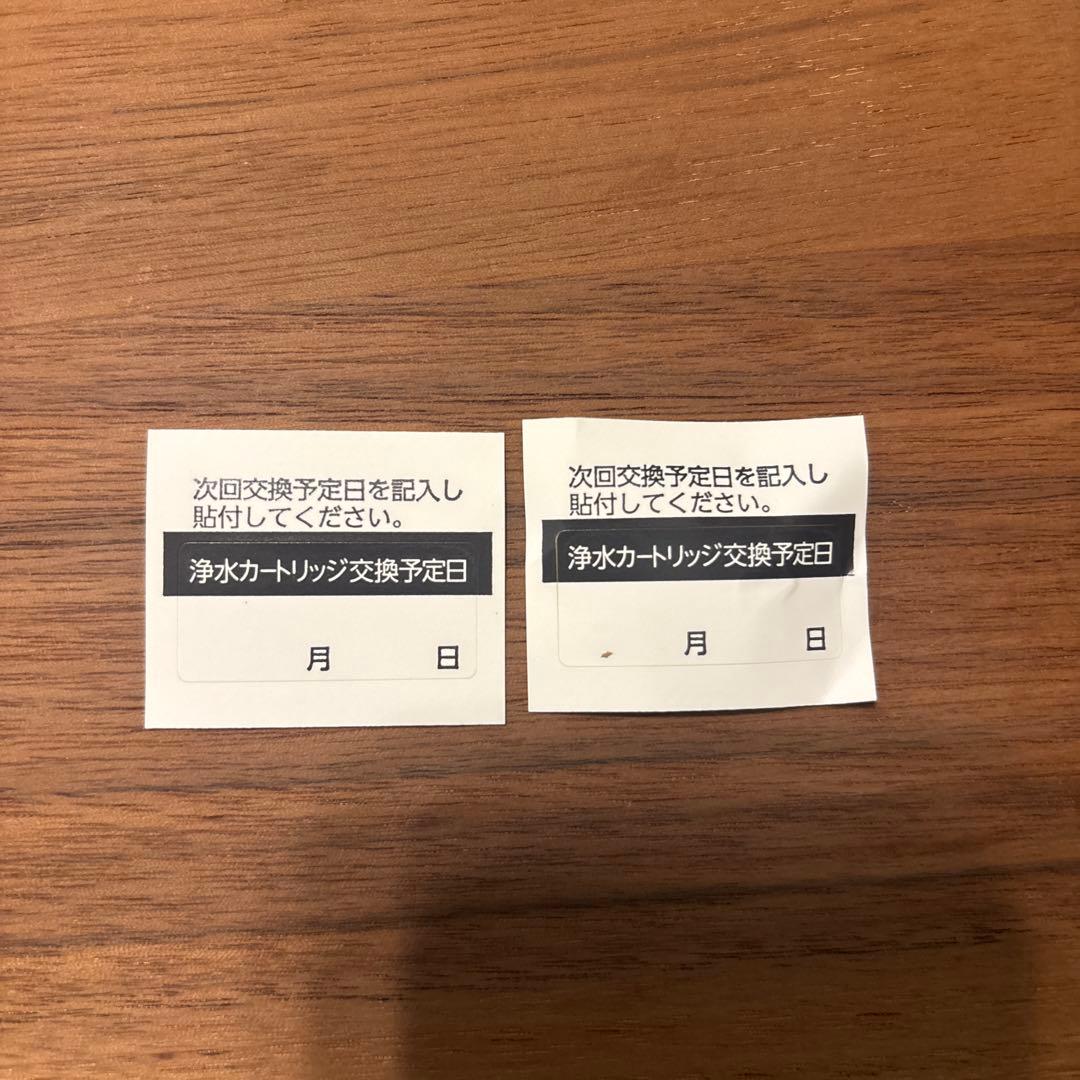 次回交換予定日を記入し
貼付してください。
浄水カートリッジ交換予定日
月 日
次回交換予定日を記入し
貼付してください。
浄水カートリッジ交換予定日
月 日